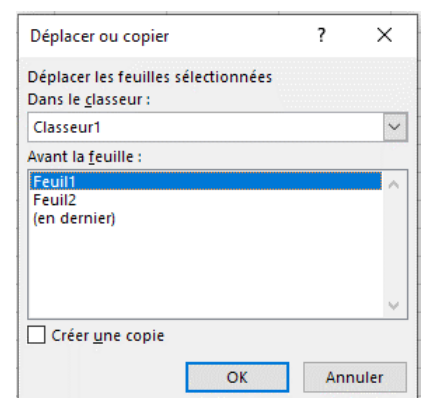 Déplacer ou copier ? ×
Déplacer les feuilles sélectionnées
Dans le classeur :
Classeur1
Avant la feuille :
Feuil1
Feuil2
(en dernier)
Créer une copie
OK Annuler